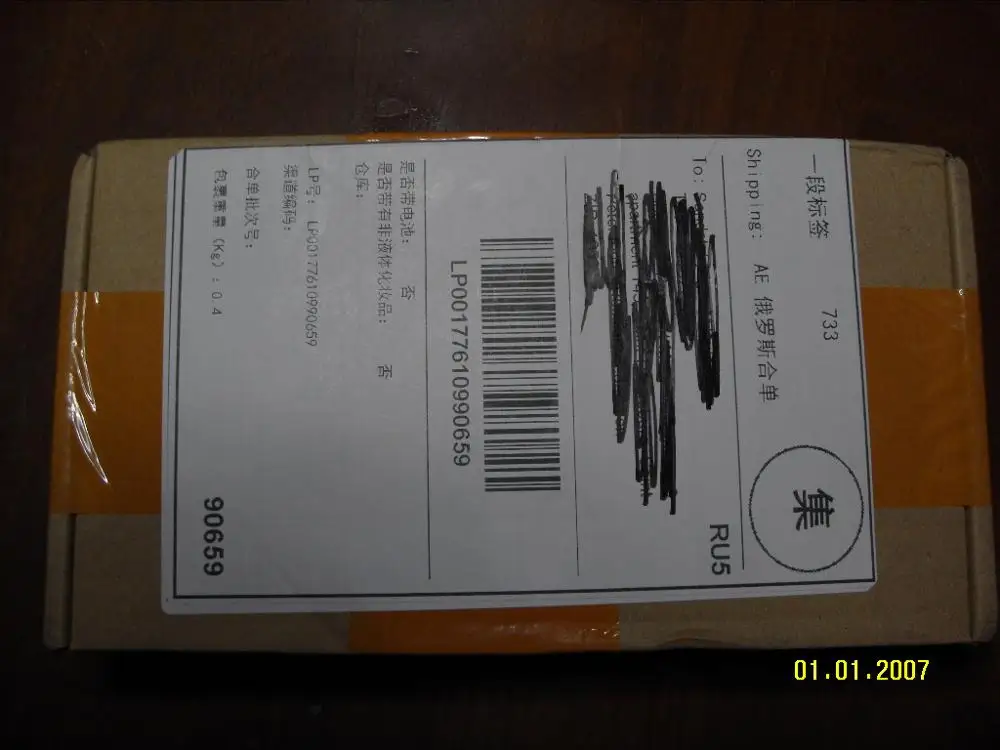 一段标签 733
Shipping: AE 俄罗斯合单
集
RU5
To:
apartment
LP00177610990659
是否带电池: 否
是否带有非液体化妆品: 否
仓库:
LP号: LP00177610990659
渠道编码:
合单批次号:
包裹重量 (Kg) : 0.4
90659
01.01.2007